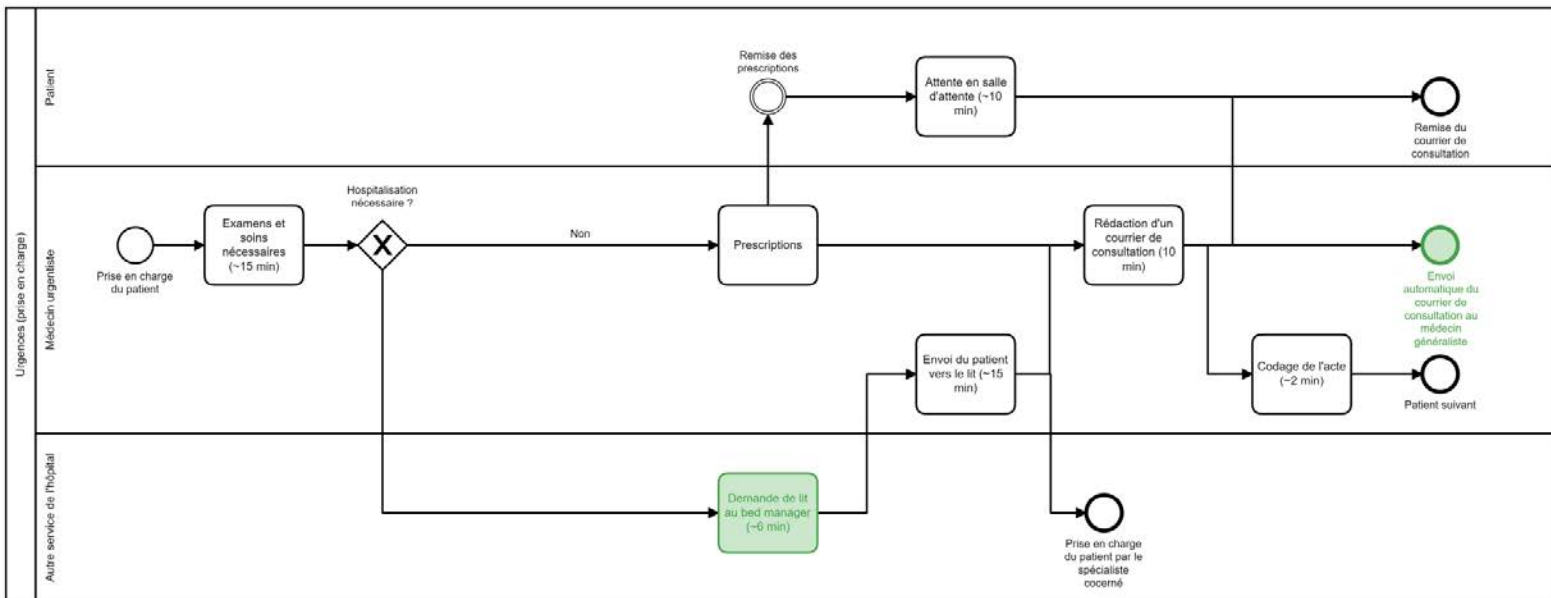 Urgences (prise en charge)
Patient
Remise des
prescriptions
Attente en salle
d'attente (~10
min)
Remise du
courrier de
consultation
Médecin urgentiste
Prise en charge
du patient
Examens et
soins
nécessaires
(~15 min)
Hospitalisation
nécessaire ?
Non
Prescriptions
Rédaction d'un
courrier de
consultation (10
min)
Envoi
automatique du
courrier de
consultation au
médecin
généraliste
Envoi du patient
vers le lit (~15
min)
Codage de l'acte
(~2 min)
Patient suivant
Autre service de l'hôpital
Demande de lit
au bed manager
(~6 min)
Prise en charge
du patient par le
spécialiste
cocerné